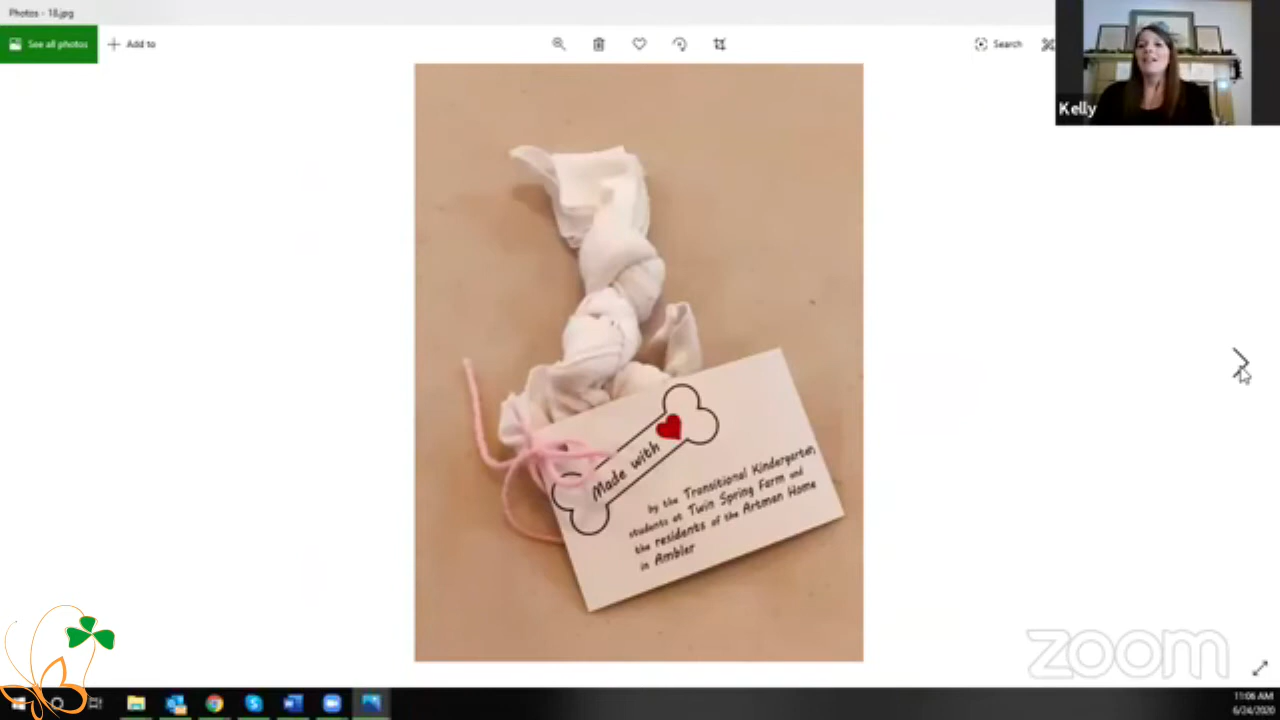 Photos - 18.jpg
See all photos
Add to
Search
Kelly
Made with
by the Transitional Kindergarten
students at Twin Spring Farm and
the residents of the Artman Home
in Ambler
zoom
11:06 AM
6/24/2020